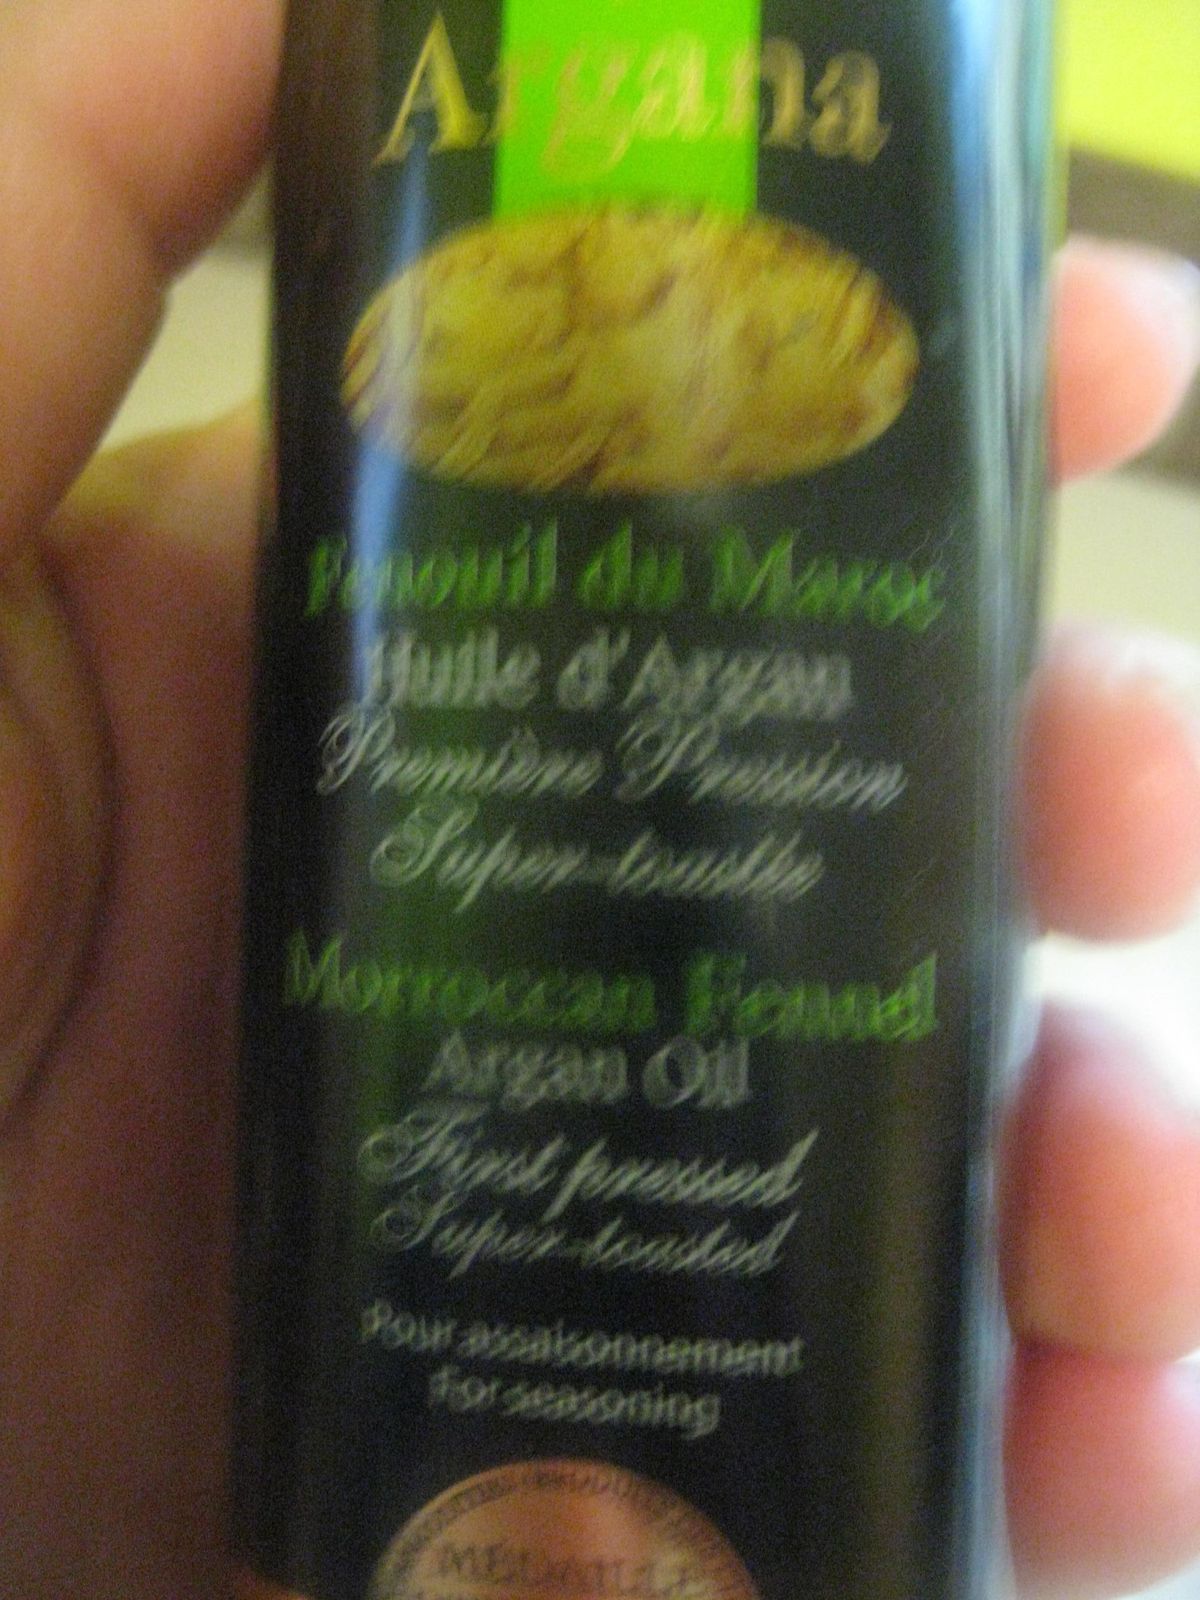 Argana
Fenouil du Maroc
Huile d'Argan
Première Pression
Super-toastée
Morroccan Fennel
Argan Oil
First pressed
Super-toasted
Pour assaisonnement
For seasoning